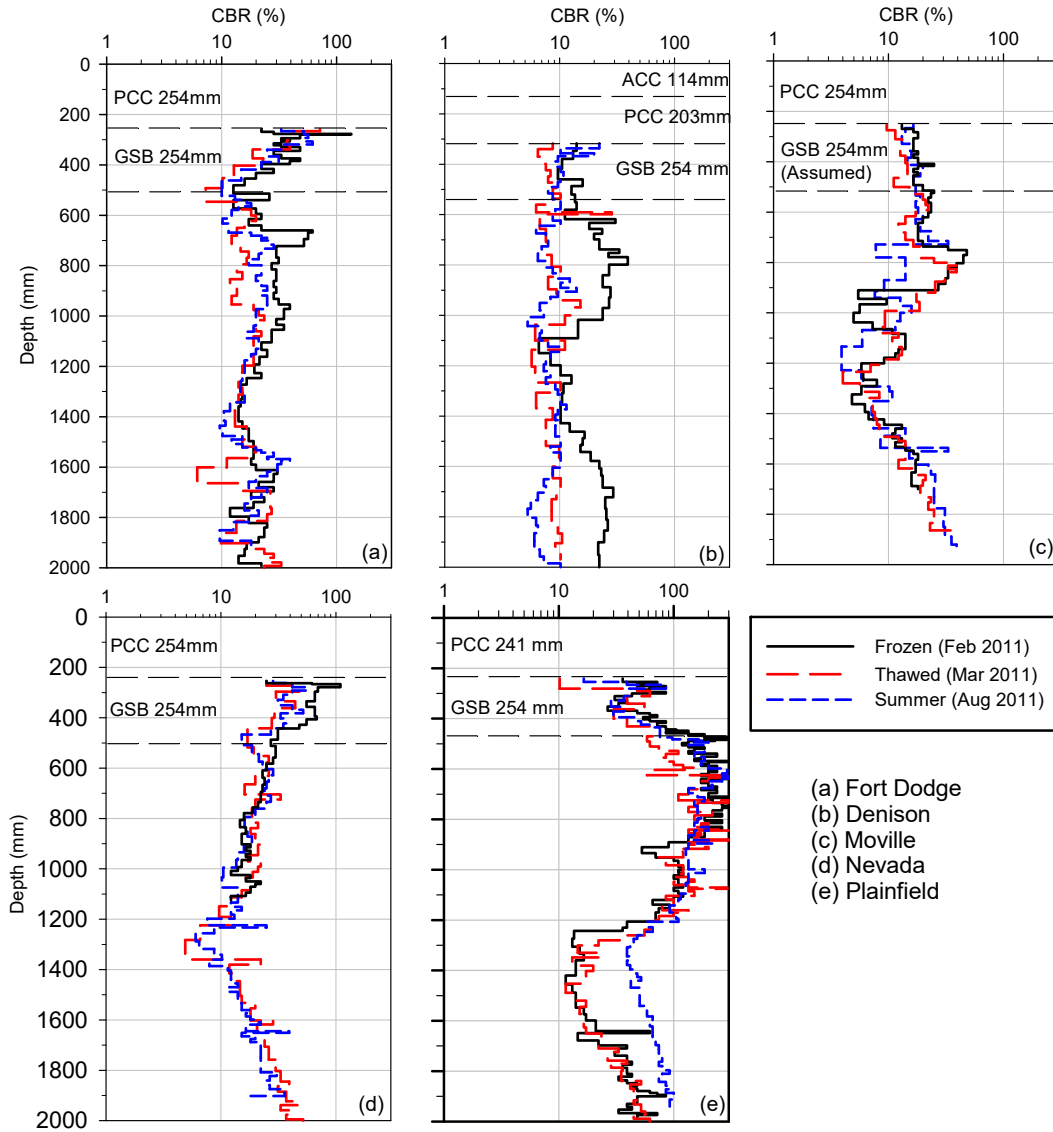 CBR (%)
CBR (%)
CBR (%)
1 10 100
1 10 100
1 10 100
Depth (mm)
0
200
400
600
800
1000
1200
1400
1600
1800
2000
PCC 254mm
GSB 254mm
(a)
ACC 114mm
PCC 203mm
GSB 254 mm
(b)
PCC 254mm
GSB 254mm
(Assumed)
(c)
1 10 100
1 10 100
Depth (mm)
0
200
400
600
800
1000
1200
1400
1600
1800
2000
PCC 254mm
GSB 254mm
(d)
PCC 241 mm
GSB 254 mm
(e)
Frozen (Feb 2011)
Thawed (Mar 2011)
Summer (Aug 2011)
(a) Fort Dodge
(b) Denison
(c) Moville
(d) Nevada
(e) Plainfield